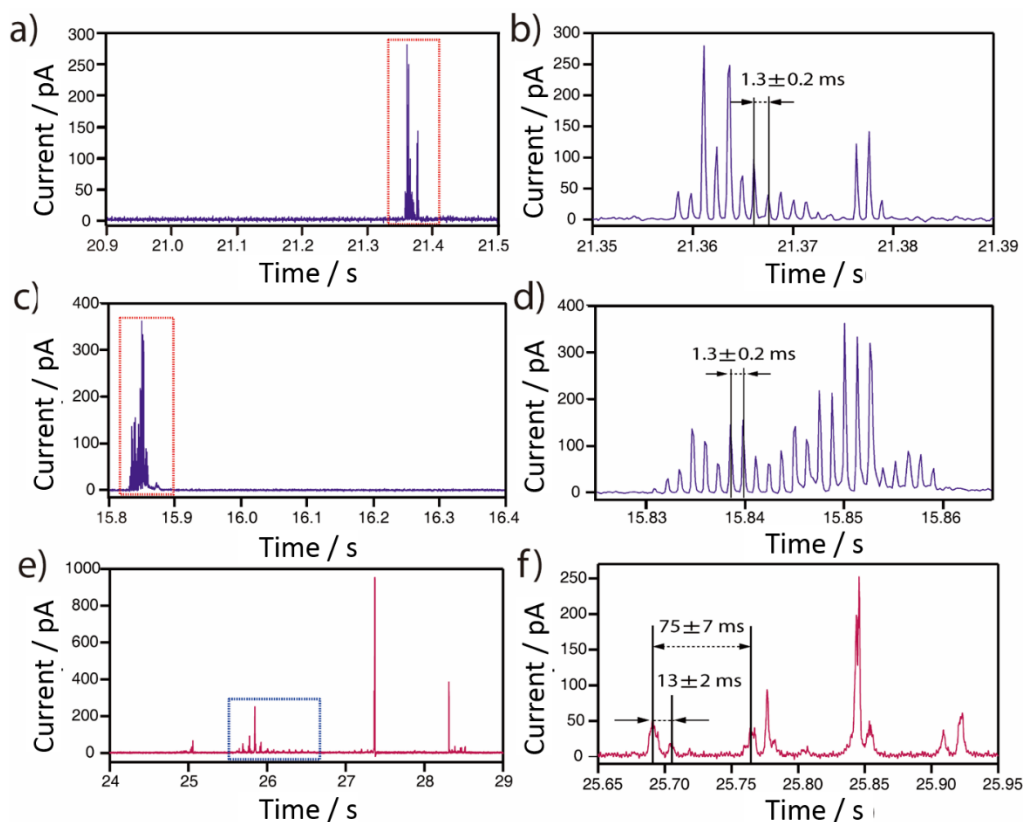 a)
300
250
200
150
100
50
0
Current / pA
20.9 21.0 21.1 21.2 21.3 21.4 21.5
Time / s
b)
300
250
200
150
100
50
0
Current / pA
1.3±0.2 ms
21.35 21.36 21.37 21.38 21.39
Time / s
c)
400
300
200
100
0
Current / pA
15.8 15.9 16.0 16.1 16.2 16.3 16.4
Time / s
d)
400
300
200
100
0
Current / pA
1.3±0.2 ms
15.83 15.84 15.85 15.86
Time / s
e)
1000
800
600
400
200
0
Current / pA
24 25 26 27 28 29
Time / s
f)
250
200
150
100
50
0
Current / pA
75±7 ms
13±2 ms
25.65 25.70 25.75 25.80 25.85 25.90 25.95
Time / s